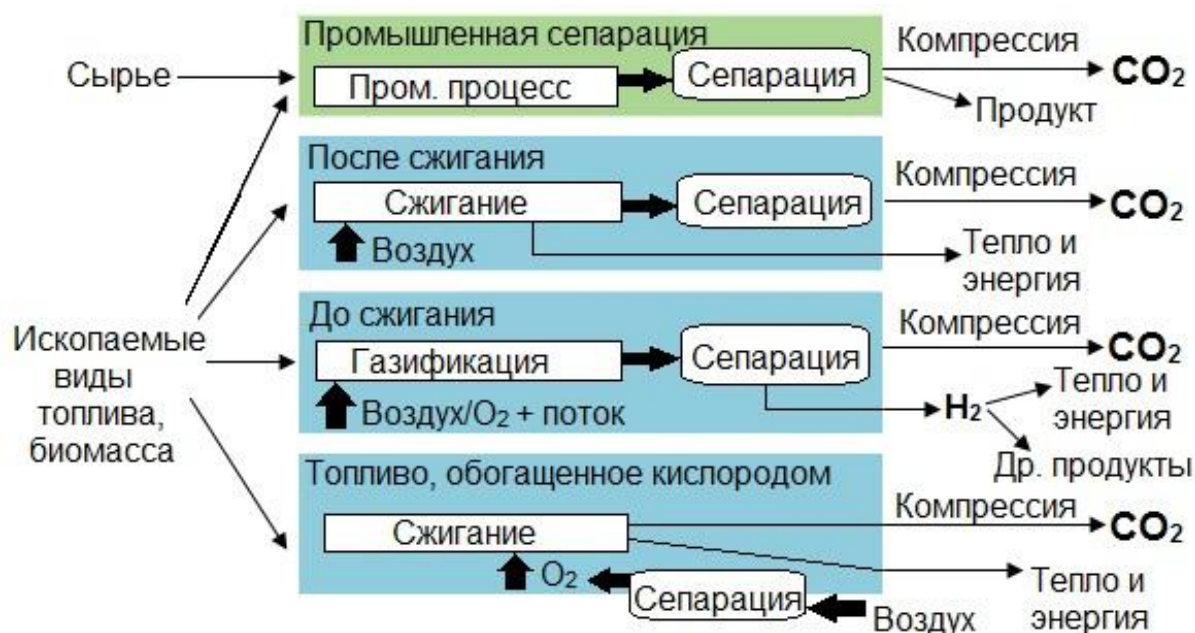 Промышленная сепарация
Сырье
Пром. процесс
Сепарация
Компрессия
CO2
Продукт
После сжигания
Сжигание
Сепарация
Воздух
Компрессия
CO2
Тепло и
энергия
Ископаемые
виды
топлива,
биомасса
До сжигания
Газификация
Сепарация
Воздух/O2 + поток
Компрессия
CO2
H2
Тепло и
энергия
Др. продукты
Топливо, обогащенное кислородом
Сжигание
O2
Сепарация
Воздух
Компрессия
CO2
Тепло и
энергия